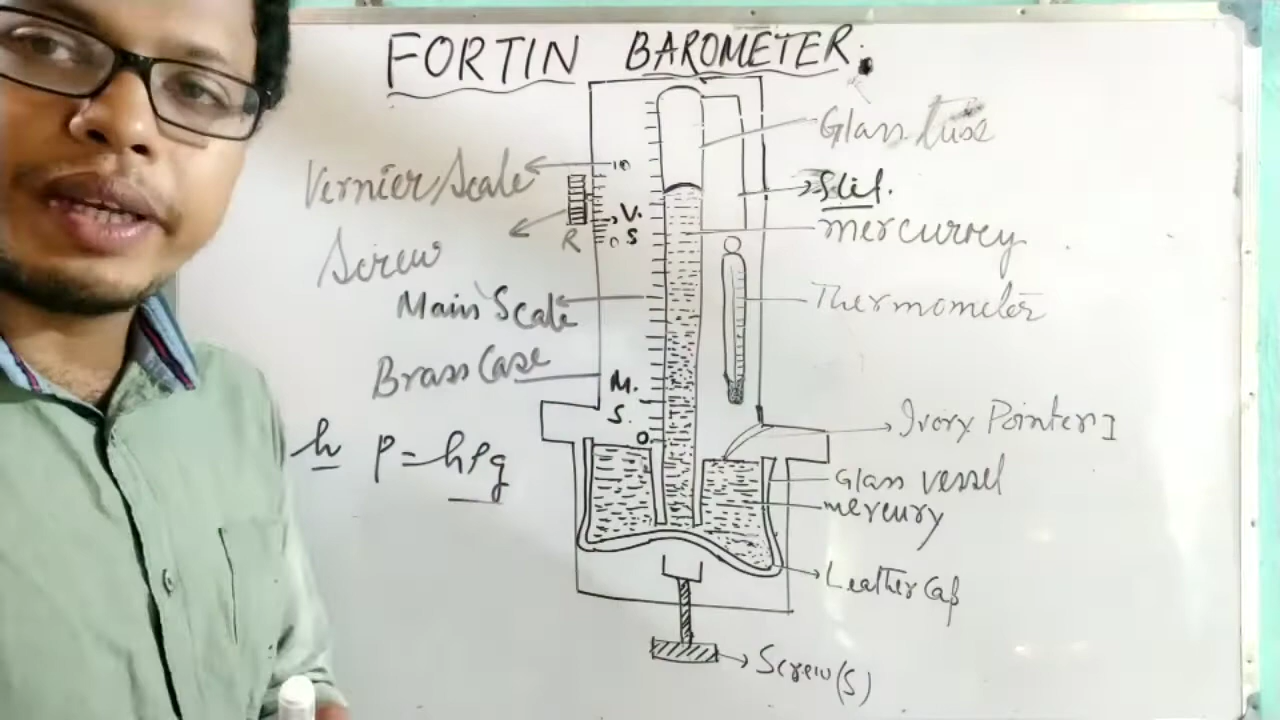 FORTIN BAROMETER.
Glass tube
Vernier Scale
10
Slit.
V.
S
0
R
mercurrey
Screw
Main Scale
Thermometer
Brass Case
M.
S.
0
Ivory Pointer I
h P = hρg
Glass vessel
mercury
Leather Cap
Screw (S)